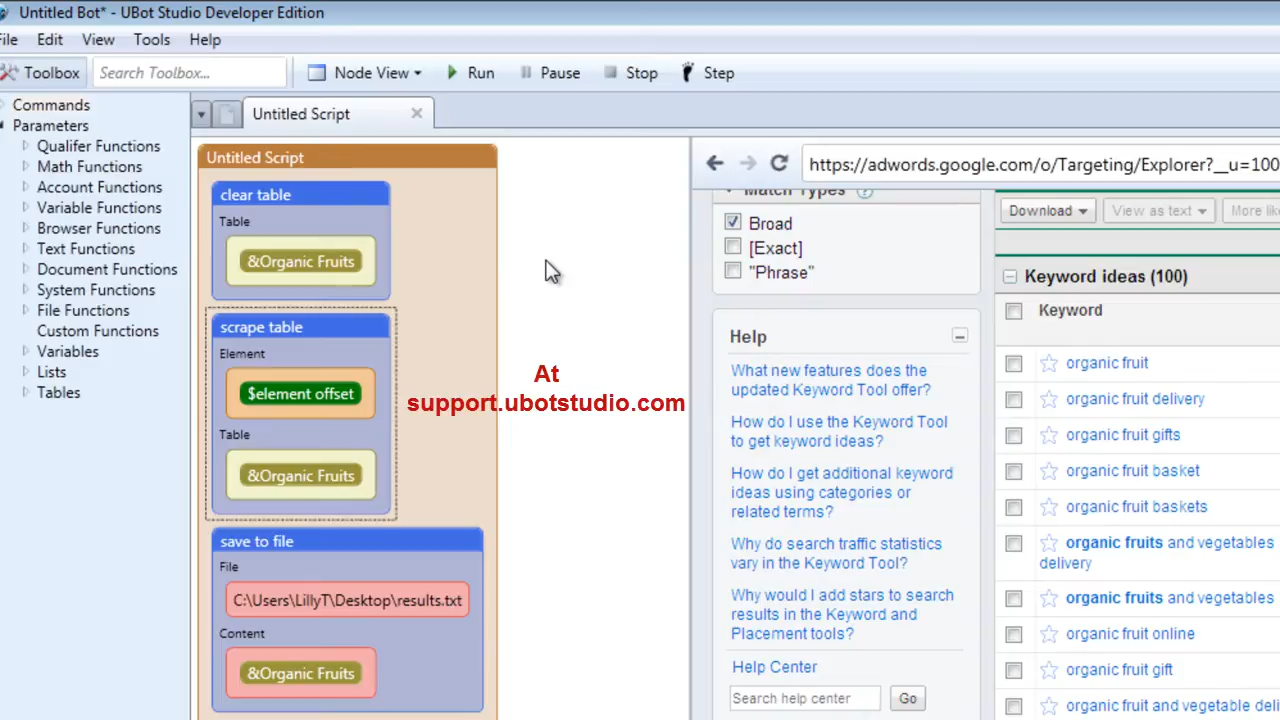 Untitled Bot* - UBot Studio Developer Edition
File Edit View Tools Help
Toolbox Search Toolbox... Node View Run Pause Stop Step
Commands
Parameters
Qualifer Functions
Math Functions
Account Functions
Variable Functions
Browser Functions
Text Functions
Document Functions
System Functions
File Functions
Custom Functions
Variables
Lists
Tables
Untitled Script
Untitled Script
clear table
Table
&Organic Fruits
scrape table
Element
$element offset
Table
&Organic Fruits
save to file
File
C:\Users\LillyT\Desktop\results.txt
Content
&Organic Fruits
At
support.ubotstudio.com
https://adwords.google.com/o/Targeting/Explorer?__u=100
Match Types
Broad
[Exact]
"Phrase"
Help
What new features does the
updated Keyword Tool offer?
How do I use the Keyword Tool
to get keyword ideas?
How do I get additional keyword
ideas using categories or
related terms?
Why do search traffic statistics
vary in the Keyword Tool?
Why would I add stars to search
results in the Keyword and
Placement tools?
Help Center
Search help center Go
Download View as text More lik
Keyword ideas (100)
Keyword
organic fruit
organic fruit delivery
organic fruit gifts
organic fruit basket
organic fruit baskets
organic fruits and vegetables
delivery
organic fruits and vegetables
organic fruit online
organic fruit gift
organic fruit and vegetable deli